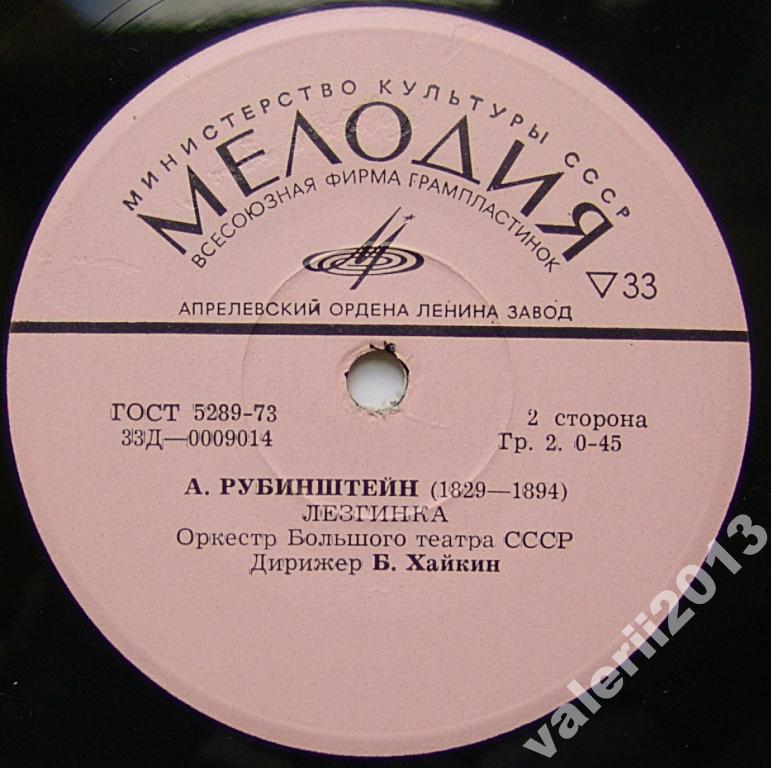 МИНИСТЕРСТВО КУЛЬТУРЫ СССР
МЕЛОДИЯ
ВСЕСОЮЗНАЯ ФИРМА ГРАМПЛАСТИНОК
▽33
АПРЕЛЕВСКИЙ ОРДЕНА ЛЕНИНА ЗАВОД
ГОСТ 5289-73
2 сторона
33Д—0009014
Гр. 2. 0-45
А. РУБИНШТЕЙН (1829—1894)
ЛЕЗГИНКА
Оркестр Большого театра СССР
Дирижер Б. Хайкин
valerii2013